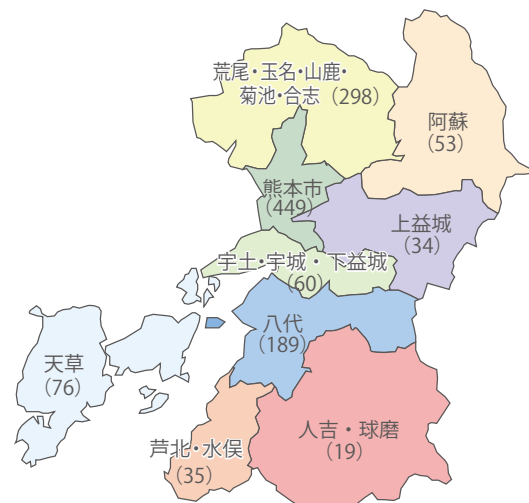 荒尾・玉名・山鹿・
菊池・合志（298）
阿蘇
（53）
熊本市
（449）
上益城
（34）
宇土・宇城・下益城
（60）
八代
（189）
天草
（76）
人吉・球磨
（19）
芦北・水俣
（35）